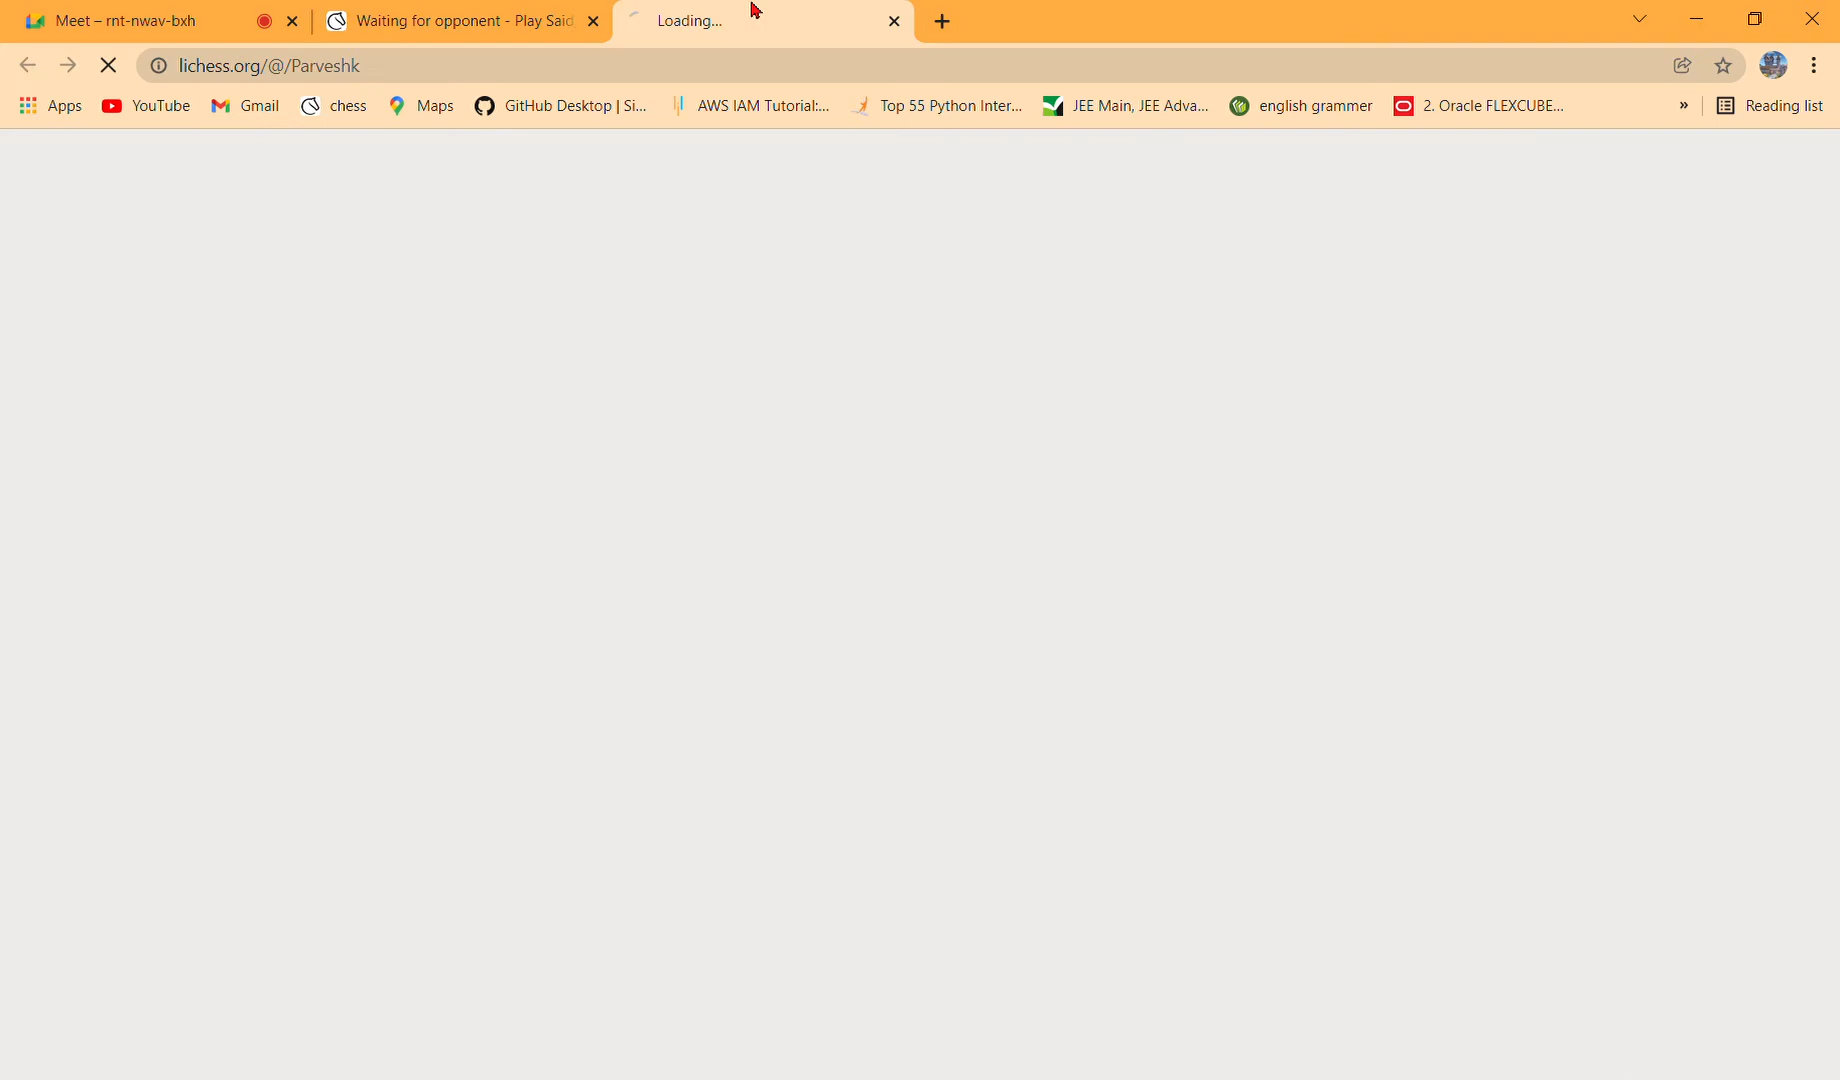 Meet – rnt-nwav-bxh
Waiting for opponent - Play Said
Loading...
lichess.org/@/Parveshk
Apps
YouTube
Gmail
chess
Maps
GitHub Desktop | Si...
AWS IAM Tutorial:...
Top 55 Python Inter...
JEE Main, JEE Adva...
english grammer
2. Oracle FLEXCUBE...
»
Reading list